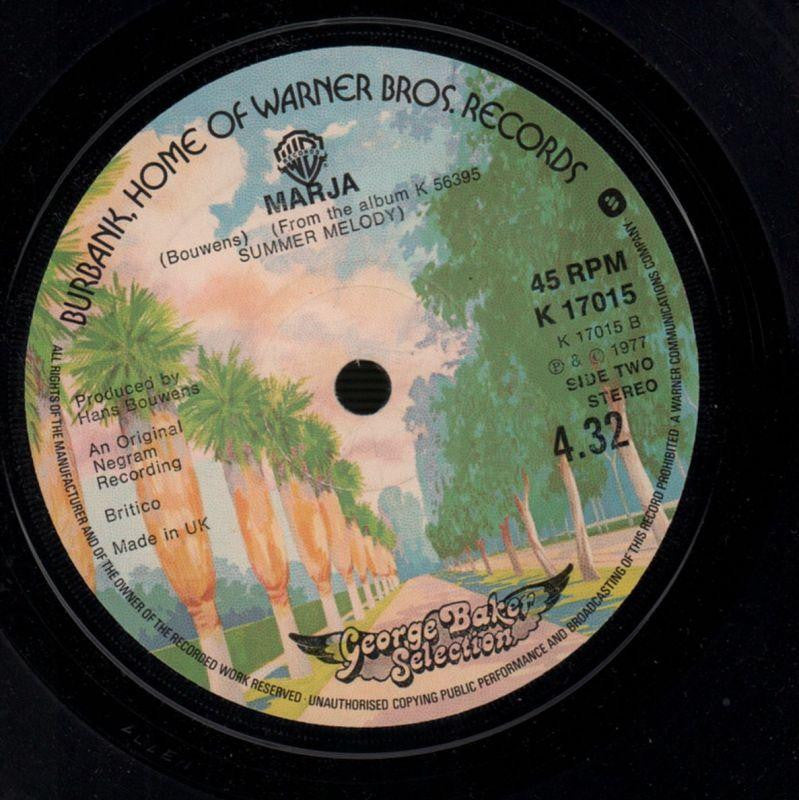 BURBANK, HOME OF WARNER BROS. RECORDS
RECORDS
MARJA
(Bouwens) (From the album K 56395
SUMMER MELODY)
45 RPM
K 17015
K 17015 B
Ⓟ & © 1977
SIDE TWO
STEREO
4.32
Produced by
Hans Bouwens
An Original
Negram
Recording
Britico
Made in UK
George Baker
Selection
ALL RIGHTS OF THE MANUFACTURER AND OF THE OWNER OF THE RECORDED WORK RESERVED · UNAUTHORISED COPYING PUBLIC PERFORMANCE AND BROADCASTING OF THIS RECORD PROHIBITED · A WARNER COMMUNICATIONS COMPANY ·